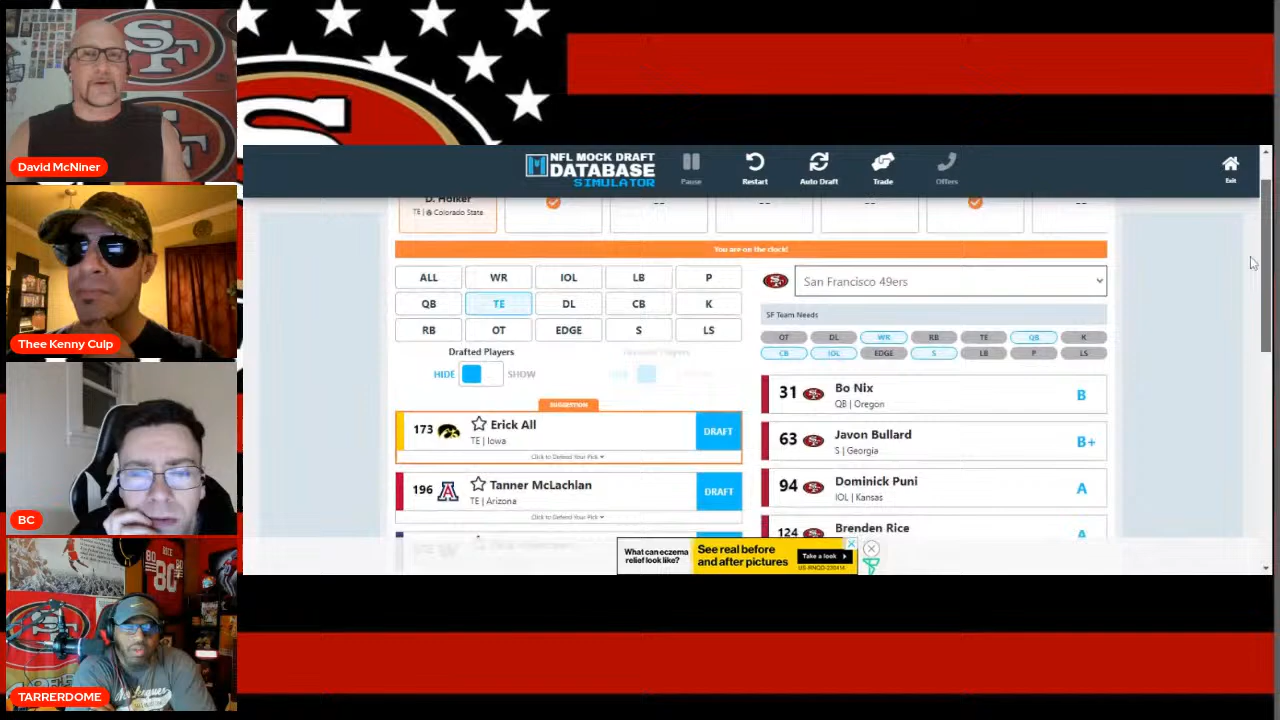 David McNiner
Thee Kenny Culp
BC
TARRERDOME
NFL MOCK DRAFT
DATABASE
SIMULATOR
Pause
Restart
Auto Draft
Trade
Offers
Exit
D. Holker
TE | Colorado State
You are on the clock!
ALL
WR
IOL
LB
P
QB
TE
DL
CB
K
RB
OT
EDGE
S
LS
Drafted Players
HIDE
SHOW
SUGGESTION
173
Erick All
TE | Iowa
DRAFT
Click to Defend Your Pick
196
Tanner McLachlan
TE | Arizona
DRAFT
Click to Defend Your Pick
San Francisco 49ers
SF Team Needs
OT
DL
WR
RB
TE
QB
K
CB
IOL
EDGE
S
LB
P
LS
31
Bo Nix
QB | Oregon
B
63
Javon Bullard
S | Georgia
B+
94
Dominick Puni
IOL | Kansas
A
124
Brenden Rice
A
What can eczema
relief look like?
See real before
and after pictures
Take a look
SF
80